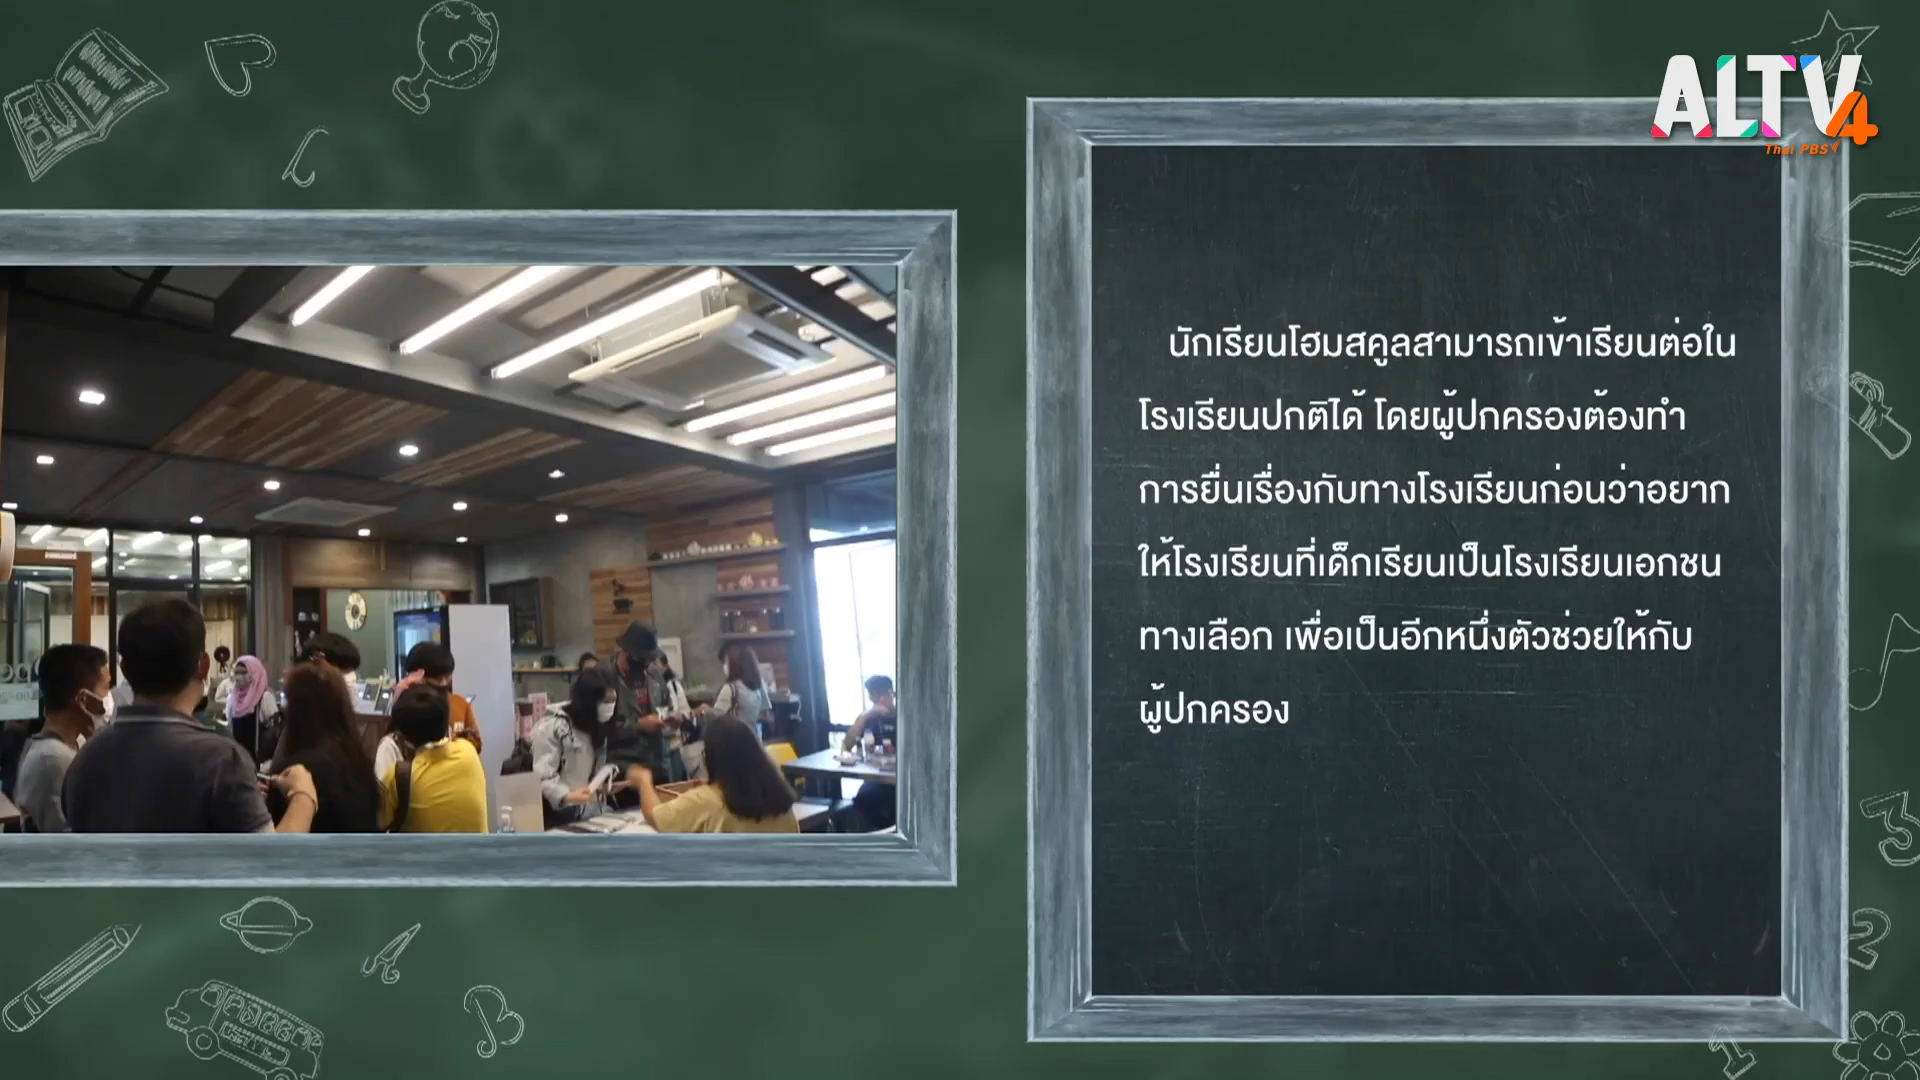 ALTV4
Thai PBS
นักเรียนโฮมสคูลสามารถเข้าเรียนต่อใน
โรงเรียนปกติได้ โดยผู้ปกครองต้องทำ
การยื่นเรื่องกับทางโรงเรียนก่อนว่าอยาก
ให้โรงเรียนที่เด็กเรียนเป็นโรงเรียนเอกชน
ทางเลือก เพื่อเป็นอีกหนึ่งตัวช่วยให้กับ
ผู้ปกครอง